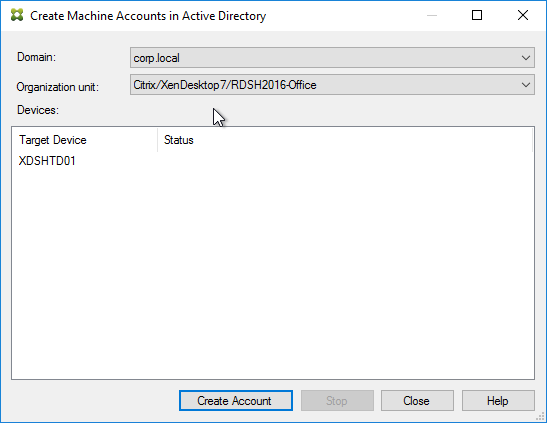 Create Machine Accounts in Active Directory
Domain: corp.local
Organization unit: Citrix/XenDesktop7/RDSH2016-Office
Devices:
Target Device Status
XDSHTD01
Create Account Stop Close Help